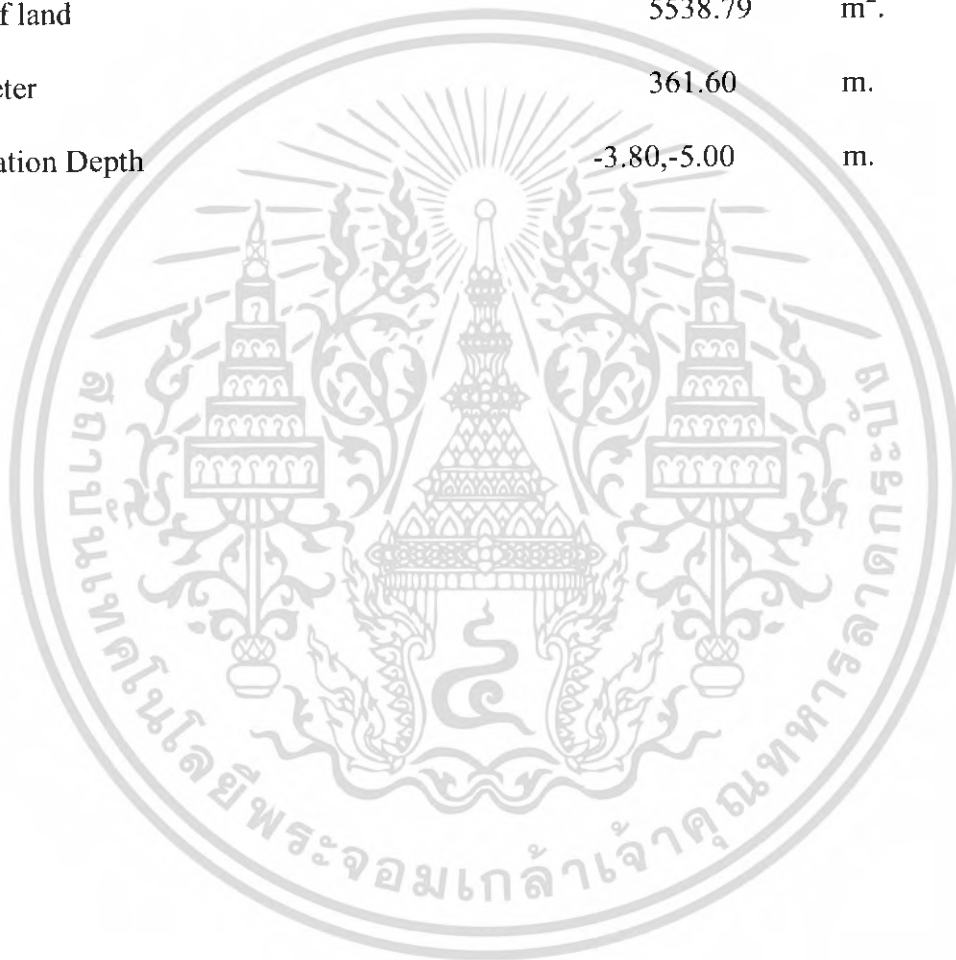 f land 5538.79 m².
eter 361.60 m.
ation Depth -3.80,-5.00 m.
๔
สถาบันเทคโนโลยีพระจอมเกล้าเจ้าคุณทหารลาดกระบัง